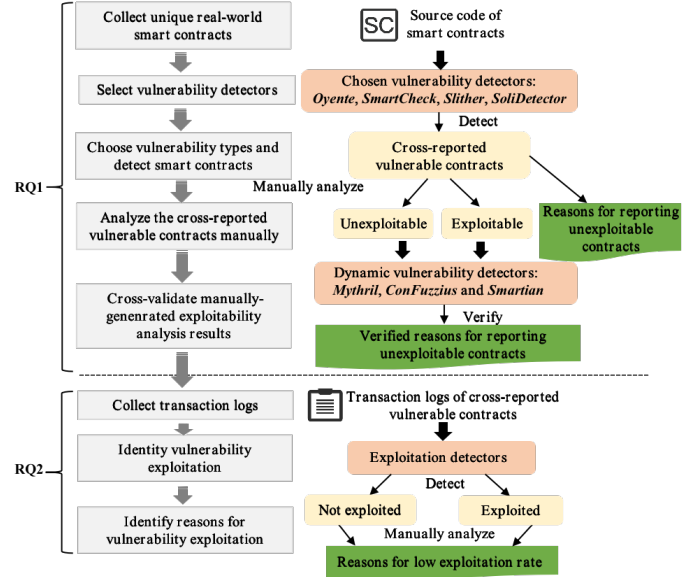 Collect unique real-world
smart contracts
Select vulnerability detectors
Choose vulnerability types and
detect smart contracts
RQ1
Analyze the cross-reported
vulnerable contracts manually
Cross-validate manually-
genenrated exploitability
analysis results
SC
Source code of
smart contracts
Chosen vulnerability detectors:
Oyente, SmartCheck, Slither, SoliDetector
Detect
Cross-reported
vulnerable contracts
Manually analyze
Unexploitable
Exploitable
Reasons for reporting
unexploitable
contracts
Dynamic vulnerability detectors:
Mythril, ConFuzzius and Smartian
Verify
Verified reasons for reporting
unexploitable contracts
Collect transaction logs
RQ2
Identity vulnerability
exploitation
Identify reasons for
vulnerability exploitation
Transaction logs of cross-reported
vulnerable contracts
Exploitation detectors
Detect
Not exploited
Exploited
Manually analyze
Reasons for low exploitation rate